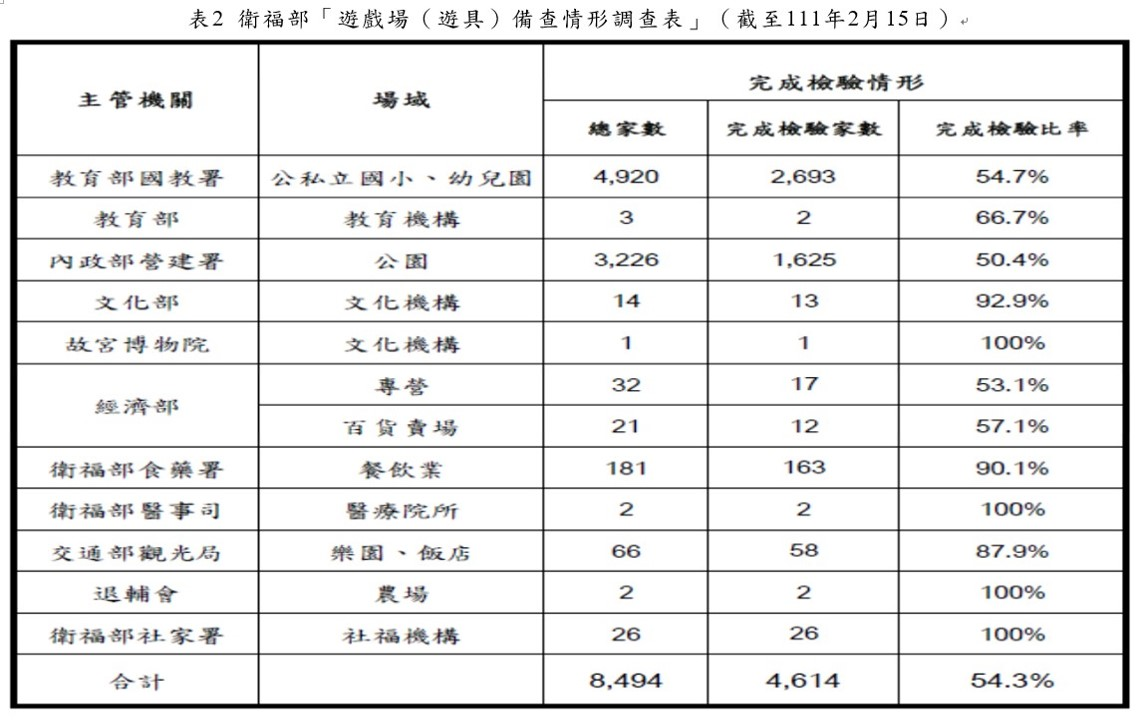 表2 衛福部「遊戲場（遊具）備查情形調查表」（截至111年2月15日）
主管機關 場域 完成檢驗情形
總家數 完成檢驗家數 完成檢驗比率
教育部國教署 公私立國小、幼兒園 4,920 2,693 54.7%
教育部 教育機構 3 2 66.7%
內政部營建署 公園 3,226 1,625 50.4%
文化部 文化機構 14 13 92.9%
故宮博物院 文化機構 1 1 100%
經濟部 專營 32 17 53.1%
百貨賣場 21 12 57.1%
衛福部食藥署 餐飲業 181 163 90.1%
衛福部醫事司 醫療院所 2 2 100%
交通部觀光局 樂園、飯店 66 58 87.9%
退輔會 農場 2 2 100%
衛福部社家署 社福機構 26 26 100%
合計 8,494 4,614 54.3%